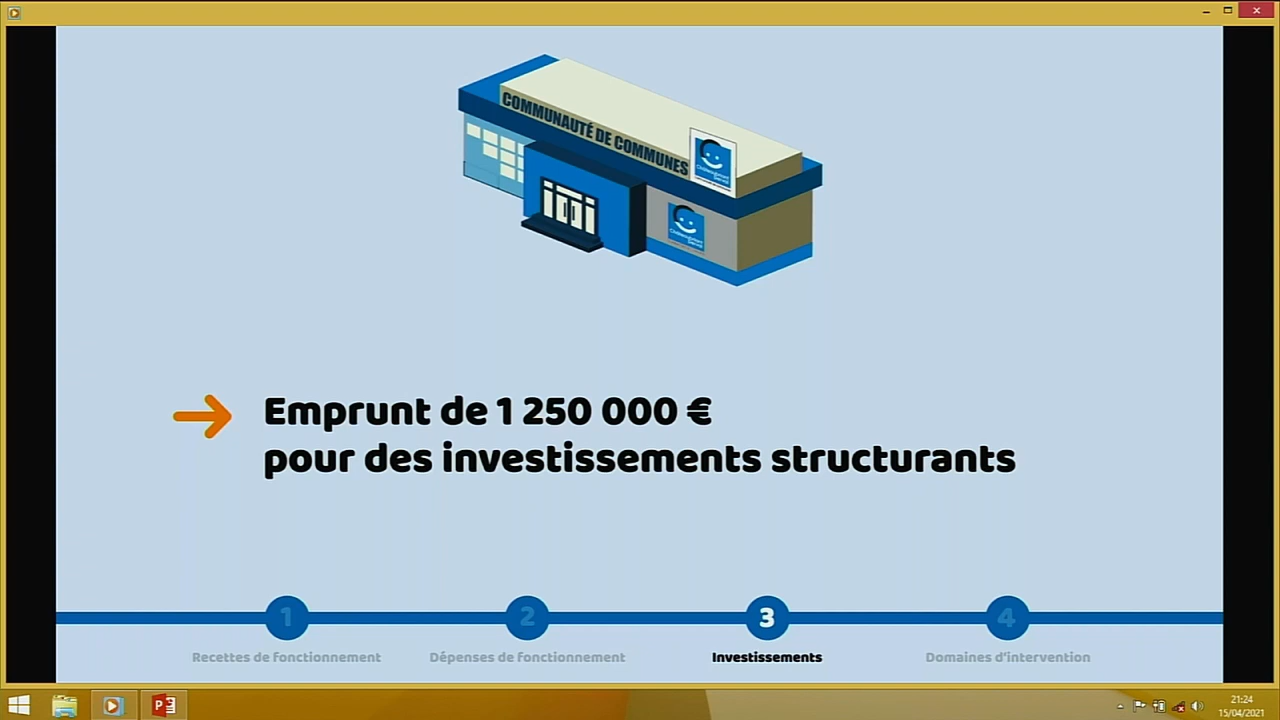 COMMUNAUTÉ DE COMMUNES
Emprunt de 1 250 000 €
pour des investissements structurants
1
2
3
4
Recettes de fonctionnement
Dépenses de fonctionnement
Investissements
Domaines d'intervention
21:24
15/04/2021